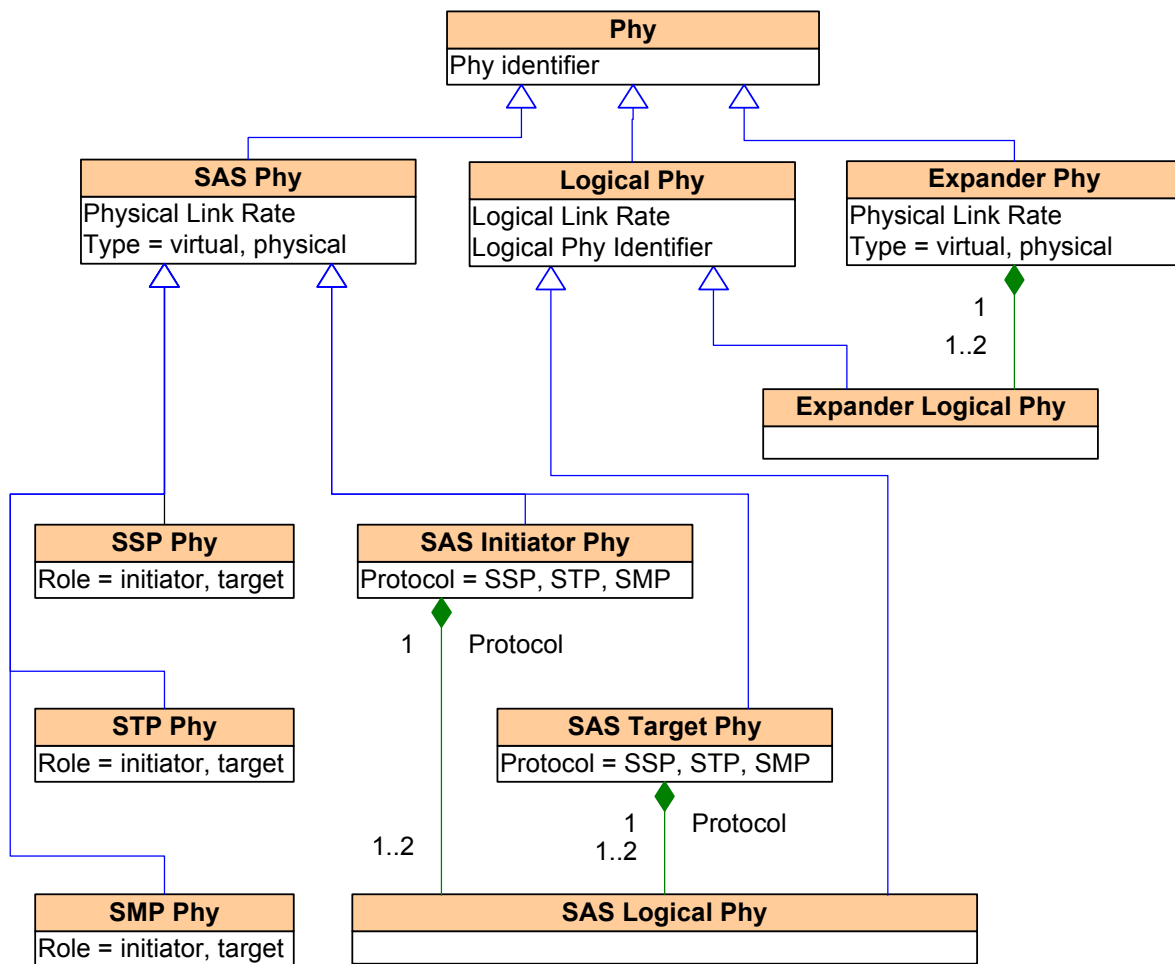 Phy
Phy identifier
SAS Phy
Physical Link Rate
Type = virtual, physical
Logical Phy
Logical Link Rate
Logical Phy Identifier
Expander Phy
Physical Link Rate
Type = virtual, physical
1
1..2
Expander Logical Phy
SSP Phy
Role = initiator, target
SAS Initiator Phy
Protocol = SSP, STP, SMP
1 Protocol
STP Phy
Role = initiator, target
SAS Target Phy
Protocol = SSP, STP, SMP
1 Protocol
1..2
1..2
SMP Phy
Role = initiator, target
SAS Logical Phy